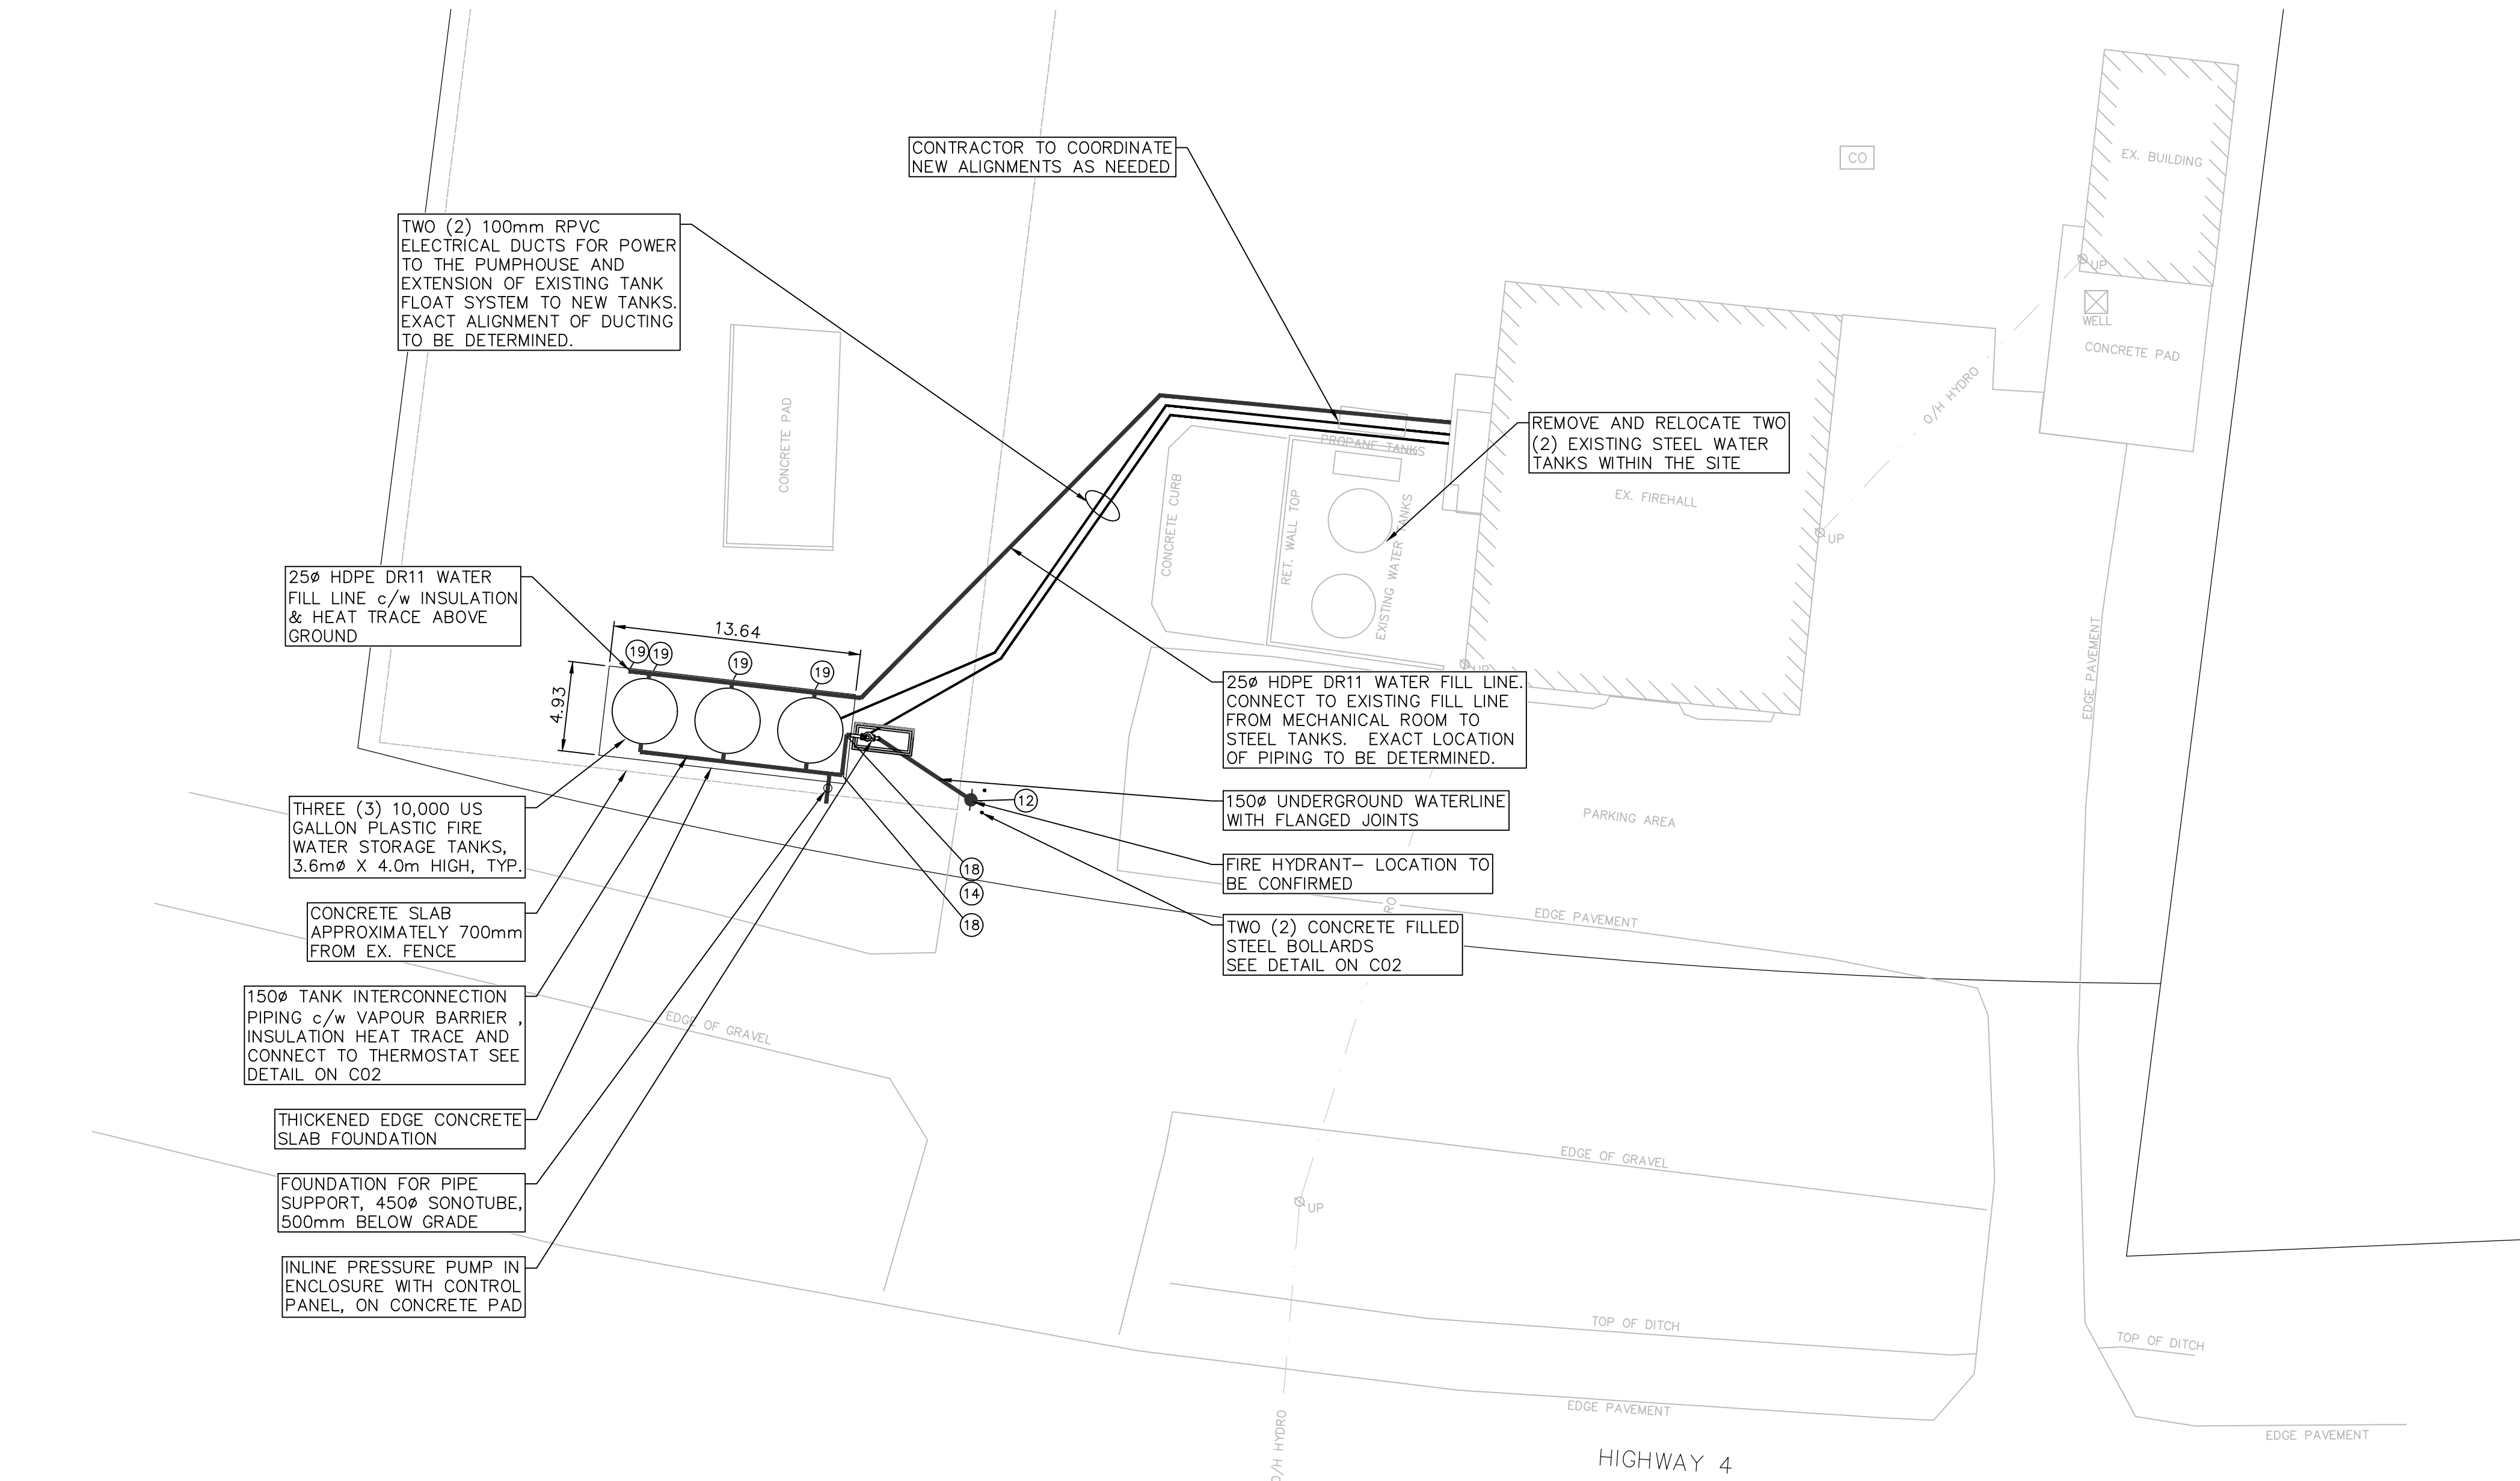 CONTRACTOR TO COORDINATE
NEW ALIGNMENTS AS NEEDED
CO
EX. BUILDING
TWO (2) 100mm RPVC
ELECTRICAL DUCTS FOR POWER
TO THE PUMPHOUSE AND
EXTENSION OF EXISTING TANK
FLOAT SYSTEM TO NEW TANKS.
EXACT ALIGNMENT OF DUCTING
TO BE DETERMINED.
UP
WELL
CONCRETE PAD
O/H HYDRO
CONCRETE PAD
PROPANE TANKS
REMOVE AND RELOCATE TWO
(2) EXISTING STEEL WATER
TANKS WITHIN THE SITE
EX. FIREHALL
UP
CONCRETE CURB
RET. WALL TOP
EXISTING WATER TANKS
UP
25ø HDPE DR11 WATER
FILL LINE c/w INSULATION
& HEAT TRACE ABOVE
GROUND
13.64
4.93
19
19
19
19
25ø HDPE DR11 WATER FILL LINE.
CONNECT TO EXISTING FILL LINE
FROM MECHANICAL ROOM TO
STEEL TANKS. EXACT LOCATION
OF PIPING TO BE DETERMINED.
EDGE PAVEMENT
THREE (3) 10,000 US
GALLON PLASTIC FIRE
WATER STORAGE TANKS,
3.6mø X 4.0m HIGH, TYP.
12
150ø UNDERGROUND WATERLINE
WITH FLANGED JOINTS
PARKING AREA
18
14
18
FIRE HYDRANT– LOCATION TO
BE CONFIRMED
CONCRETE SLAB
APPROXIMATELY 700mm
FROM EX. FENCE
RO
TWO (2) CONCRETE FILLED
STEEL BOLLARDS
SEE DETAIL ON C02
EDGE PAVEMENT
150ø TANK INTERCONNECTION
PIPING c/w VAPOUR BARRIER ,
INSULATION HEAT TRACE AND
CONNECT TO THERMOSTAT SEE
DETAIL ON C02
EDGE OF GRAVEL
THICKENED EDGE CONCRETE
SLAB FOUNDATION
EDGE OF GRAVEL
FOUNDATION FOR PIPE
SUPPORT, 450ø SONOTUBE,
500mm BELOW GRADE
UP
INLINE PRESSURE PUMP IN
ENCLOSURE WITH CONTROL
PANEL, ON CONCRETE PAD
TOP OF DITCH
TOP OF DITCH
EDGE PAVEMENT
EDGE PAVEMENT
O/H HYDRO
HIGHWAY 4